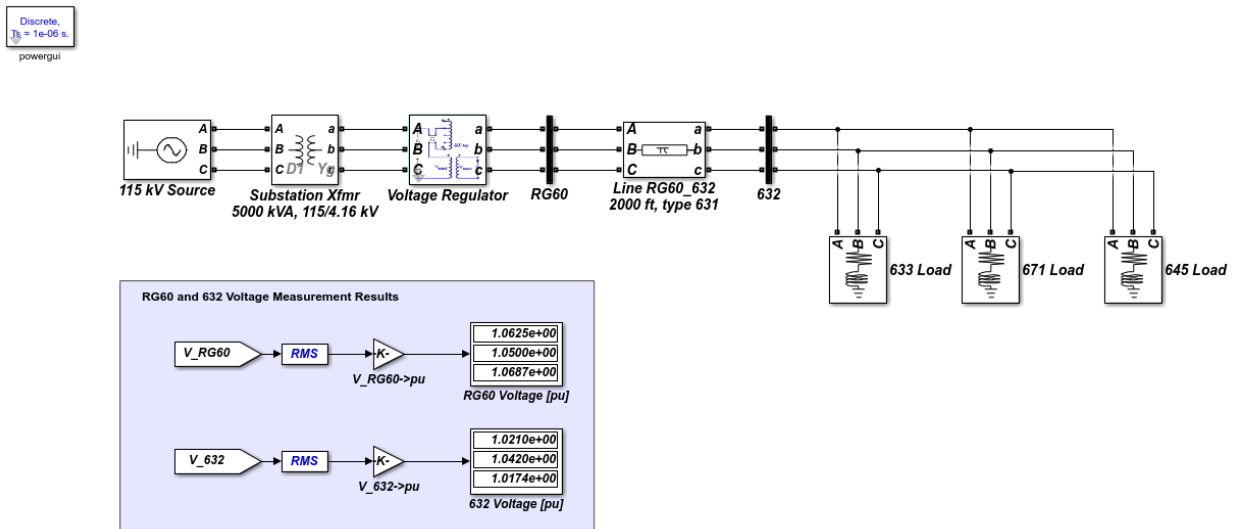 Discrete,
Ts = 1e-06 s.
powergui
A
B
C
115 kV Source
A
B
C
D1
Yg
a
b
c
Substation Xfmr
5000 kVA, 115/4.16 kV
A
B
C
a
b
c
Voltage Regulator
RG60
A
B
C
a
b
c
Line RG60_632
2000 ft, type 631
632
A B C
633 Load
A B C
671 Load
A B C
645 Load
RG60 and 632 Voltage Measurement Results
V_RG60
RMS
-K-
V_RG60->pu
1.0625e+00
1.0500e+00
1.0687e+00
RG60 Voltage [pu]
V_632
RMS
-K-
V_632->pu
1.0210e+00
1.0420e+00
1.0174e+00
632 Voltage [pu]